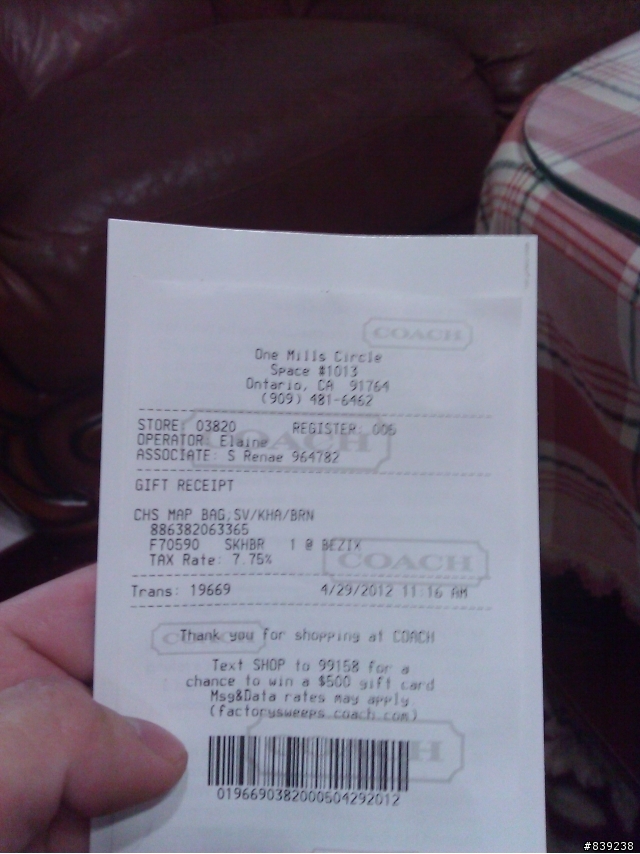 COACH
One Mills Circle
Space #1013
Ontario, CA 91764
(909) 481-6462
STORE: 03820 REGISTER: 006
OPERATOR: Elaine
ASSOCIATE: S Renae 964782
GIFT RECEIPT
CHS MAP BAG,SV/KHA/BRN
886382063365
F70590 SKHBR 1 @ BEZIX
TAX Rate: 7.75%
COACH
Trans: 19669 4/29/2012 11:16 AM
Thank you for shopping at COACH
Text SHOP to 99158 for a
chance to win a $500 gift card
Msg&Data rates may apply
(factorysweeps.coach.com)
#839238